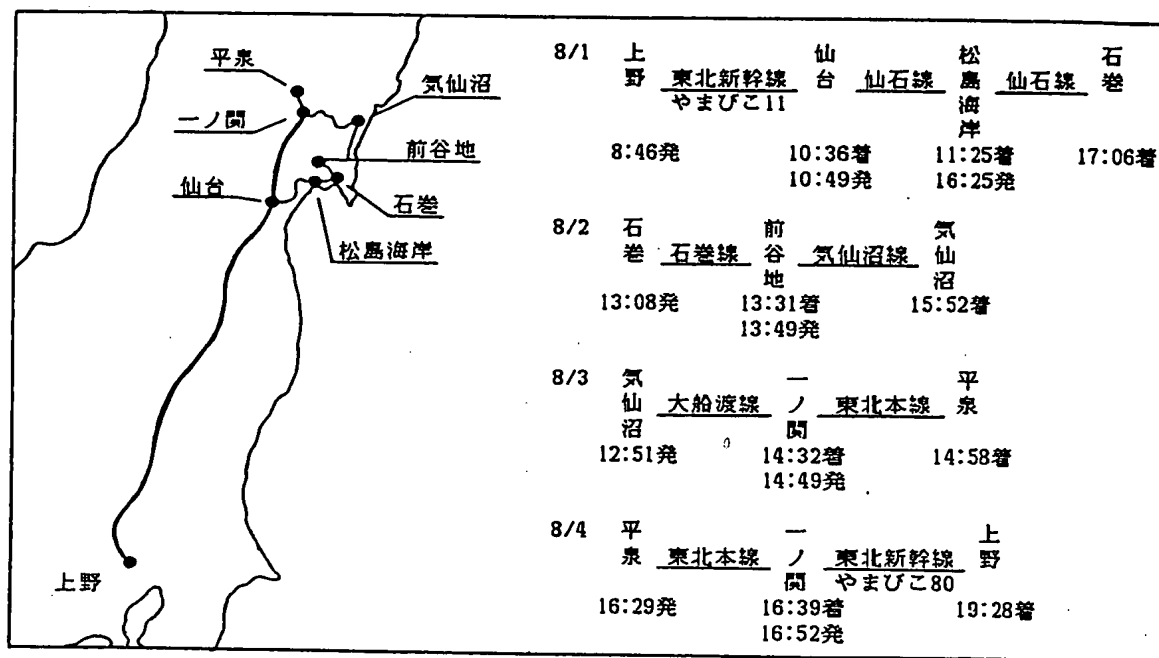 平泉
気仙沼
一ノ関
前谷地
仙台
石巻
松島海岸
上野
8/1 上野 東北新幹線 仙台 仙石線 松島海岸 仙石線 石巻
やまびこ11
8:46発 10:36着 11:25着 17:06着
10:49発 16:25発
8/2 石巻 石巻線 前谷地 気仙沼線 気仙沼
13:08発 13:31着 15:52着
13:49発
8/3 気仙沼 大船渡線 一ノ関 東北本線 平泉
12:51発 14:32着 14:58着
14:49発
8/4 平泉 東北本線 一ノ関 東北新幹線 上野
やまびこ80
16:29発 16:39着 19:28着
16:52発